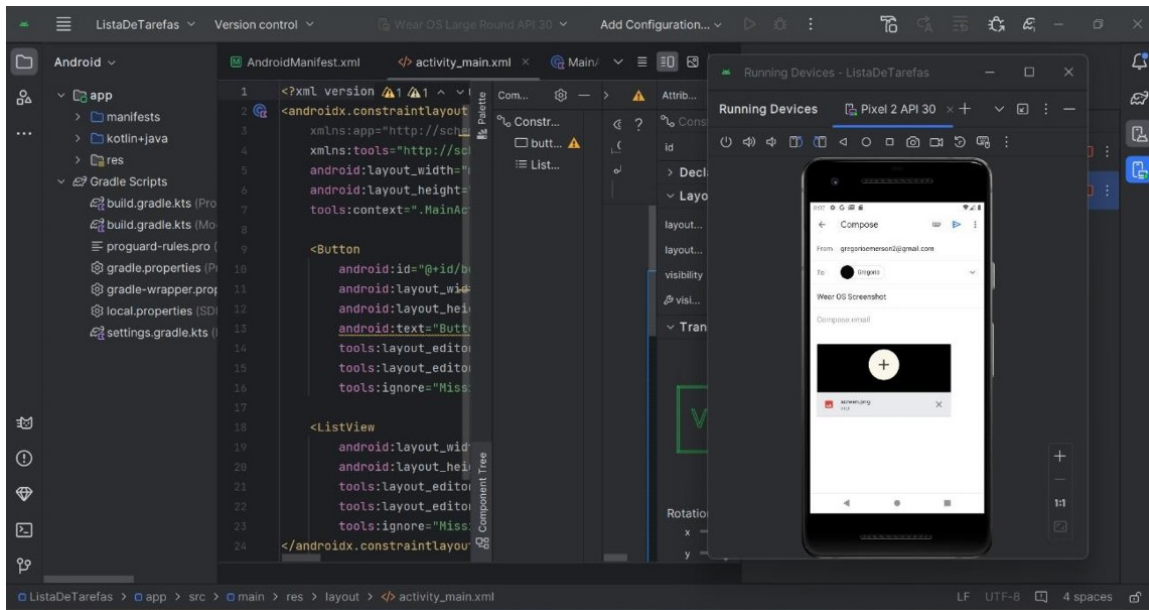 ListaDeTarefas Version control Wear OS Large Round API 30 Add Configuration...
Android
app
manifests
kotlin+java
res
Gradle Scripts
build.gradle.kts (Pro
build.gradle.kts (Mo
proguard-rules.pro (
gradle.properties (P
gradle-wrapper.prop
local.properties (SD
settings.gradle.kts (
AndroidManifest.xml activity_main.xml Main
1 <?xml version 1 1
2 <androidx.constraintlayout
3 xmlns:app="http://sche
4 xmlns:tools="http://sc
5 android:layout_width="
6 android:layout_height="
7 tools:context=".MainAc
8
9 <Button
10 android:id="@+id/b
11 android:layout_wid
12 android:layout_hei
13 android:text="Butt
14 tools:layout_edito
15 tools:layout_edito
16 tools:ignore="Miss
17
18 <ListView
19 android:layout_wid
20 android:layout_hei
21 tools:layout_edito
22 tools:layout_edito
23 tools:ignore="Miss
24 </androidx.constraintlayou
Palette
Component Tree
Com...
Constr...
butt...
List...
Attrib...
Cons
id
Decl
Layo
layout...
layout...
visibility
visi...
Tran
Rotatio
x
y
Running Devices - ListaDeTarefas
Running Devices Pixel 2 API 30
Compose
From gregorioemerson2@gmail.com
To Gregorio
Wear OS Screenshot
Compose email
screen.png
1:1
ListaDeTarefas > app > src > main > res > layout > activity_main.xml
LF UTF-8 4 spaces